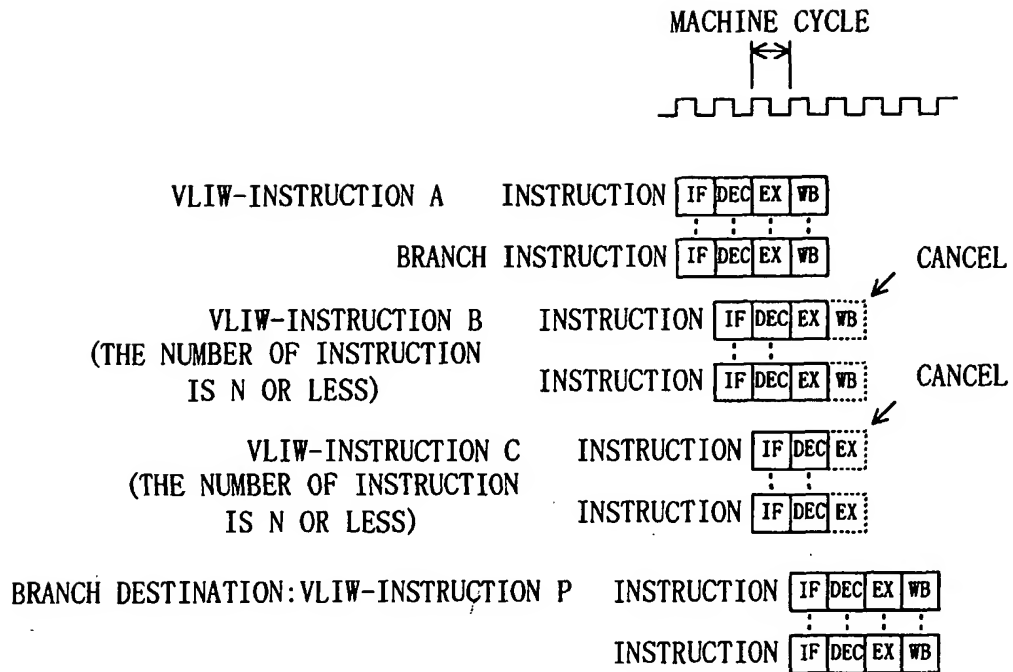 MACHINE CYCLE
VLIW-INSTRUCTION A INSTRUCTION IF DEC EX WB
BRANCH INSTRUCTION IF DEC EX WB
CANCEL
VLIW-INSTRUCTION B INSTRUCTION IF DEC EX WB
(THE NUMBER OF INSTRUCTION
IS N OR LESS) INSTRUCTION IF DEC EX WB
CANCEL
VLIW-INSTRUCTION C INSTRUCTION IF DEC EX
(THE NUMBER OF INSTRUCTION
IS N OR LESS) INSTRUCTION IF DEC EX
BRANCH DESTINATION:VLIW-INSTRUCTION P INSTRUCTION IF DEC EX WB
INSTRUCTION IF DEC EX WB